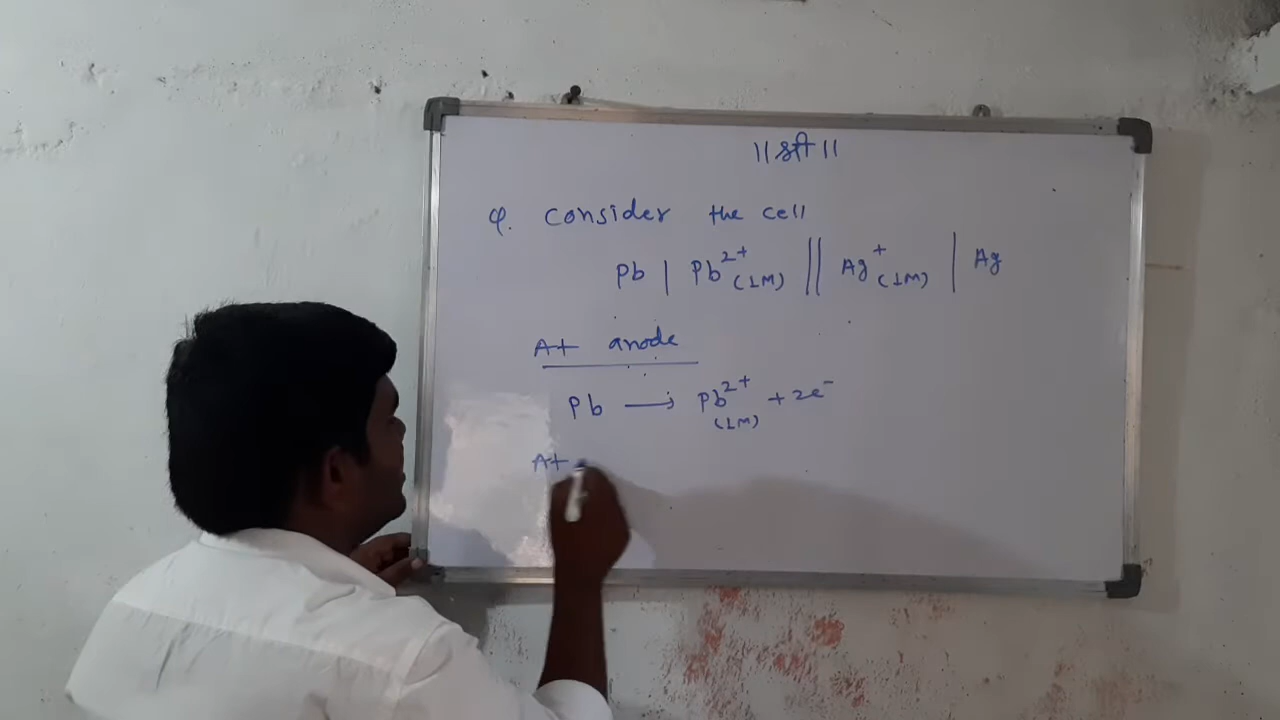 ॥ श्री ॥
Q. Consider the cell
Pb | Pb²⁺ (1M) || Ag⁺ (1M) | Ag
At anode
Pb → Pb²⁺ (1M) + 2e⁻
At